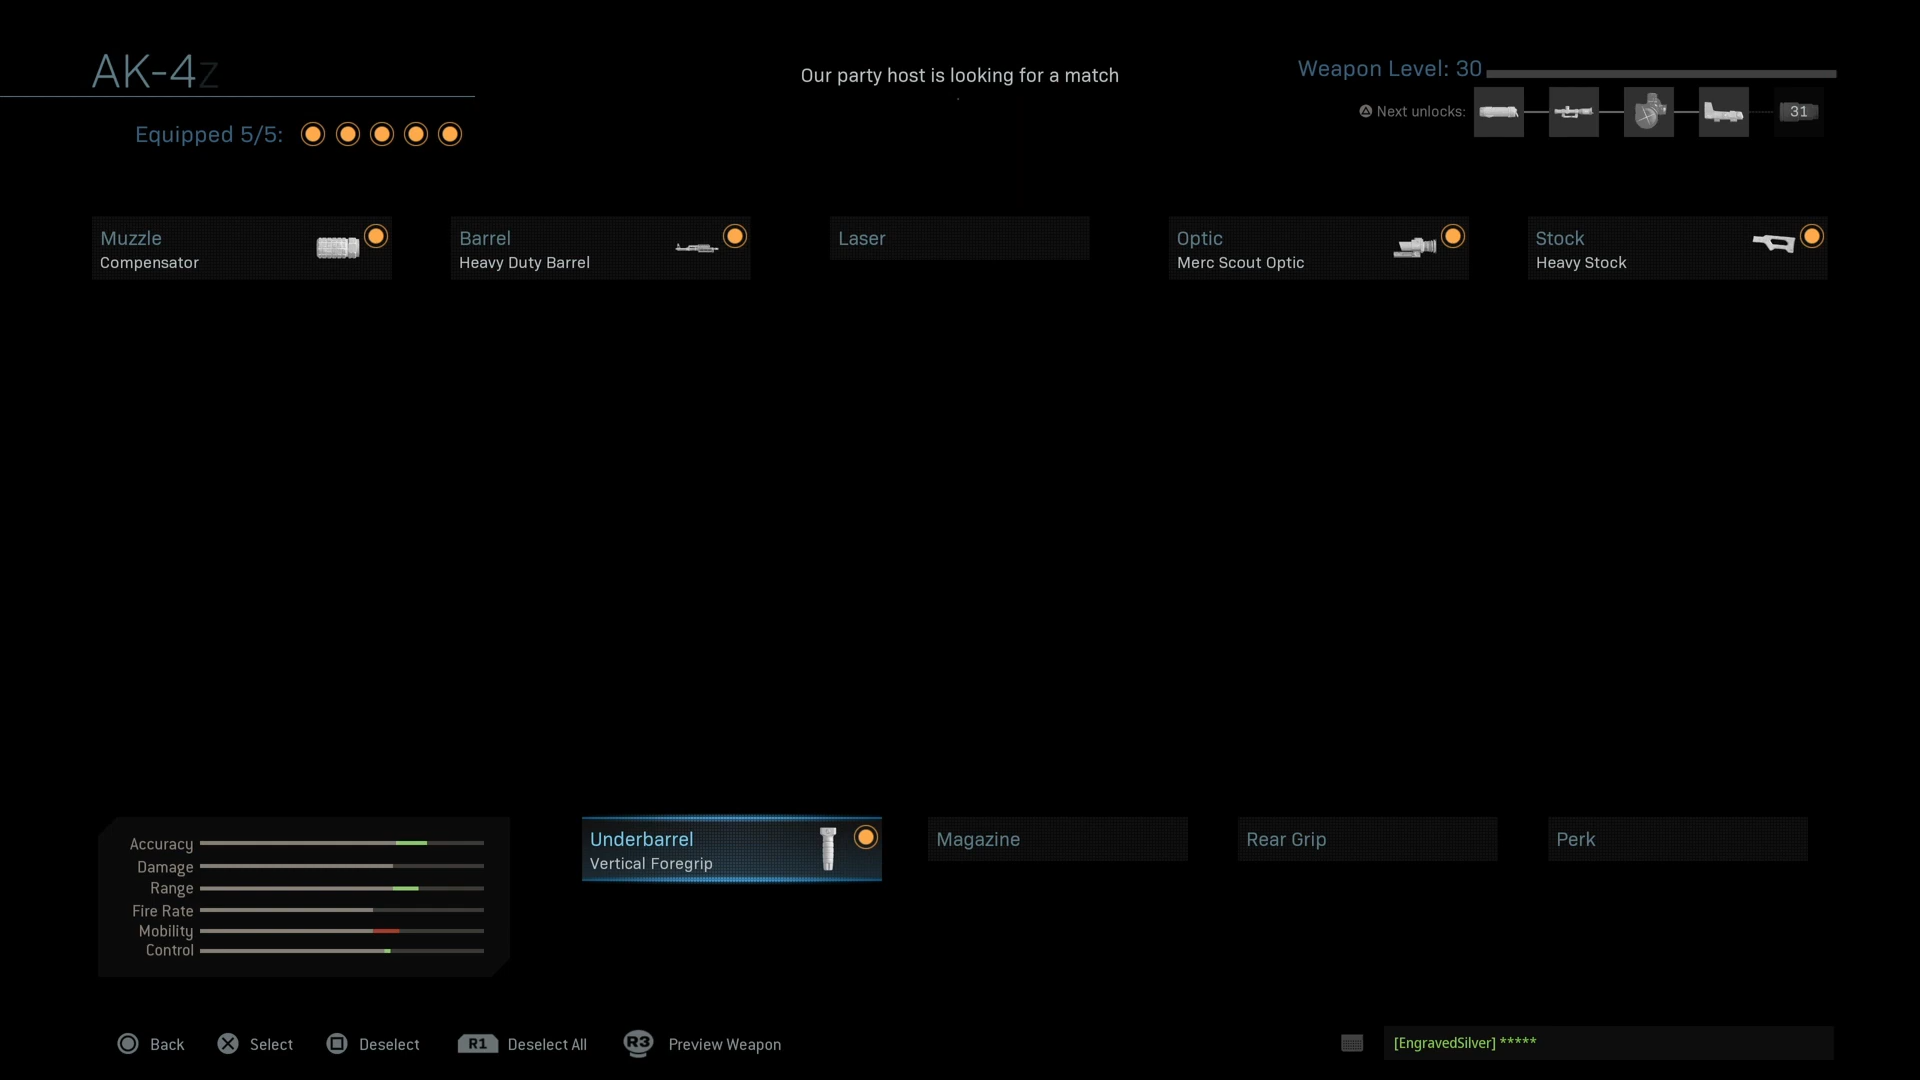 AK-4z
Our party host is looking for a match
Weapon Level: 30
Equipped 5/5:
Next unlocks:
31
Muzzle
Compensator
Barrel
Heavy Duty Barrel
Laser
Optic
Merc Scout Optic
Stock
Heavy Stock
Accuracy
Damage
Range
Fire Rate
Mobility
Control
Underbarrel
Vertical Foregrip
Magazine
Rear Grip
Perk
Back
Select
Deselect
R1 Deselect All
R3 Preview Weapon
[EngravedSilver] *****